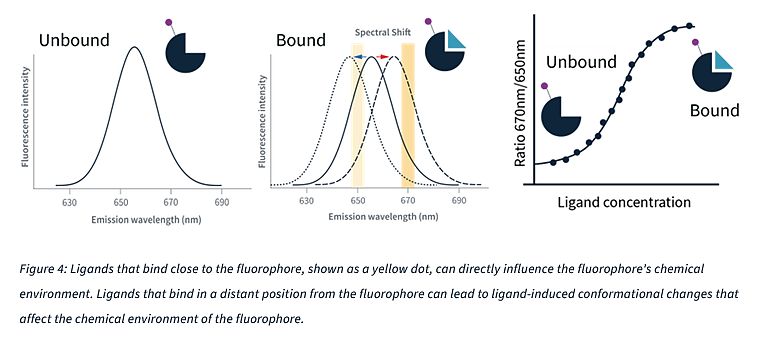 Unbound
Fluorescence intensity
630 655 670 690
Emission wavelength (nm)
Bound
Spectral Shift
Fluorescence intensity
630 650 670 690
Emission wavelength (nm)
Ratio 670nm/650nm
Unbound
Bound
Ligand concentration
Figure 4: Ligands that bind close to the fluorophore, shown as a yellow dot, can directly influence the fluorophore's chemical
environment. Ligands that bind in a distant position from the fluorophore can lead to ligand-induced conformational changes that
affect the chemical environment of the fluorophore.